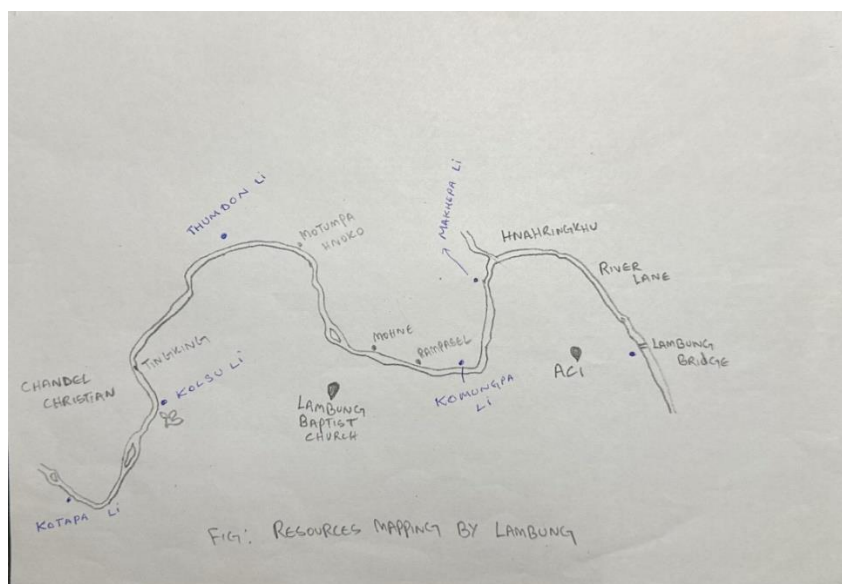 THUMDON Li
MOTUMPA
HNOKO
MAKHEPA Li
HNAHRINGKHU
RIVER
LANE
LAMBUNG
BRIDGE
MOHNE
PAMPASEL
ACI
KOMUNGPA
Li
TINGKING
KOLSU Li
CHANDEL
CHRISTIAN
LAMBUNG
BAPTIST
CHURCH
KOTAPA Li
FIG: RESOURCES MAPPING BY LAMBUNG